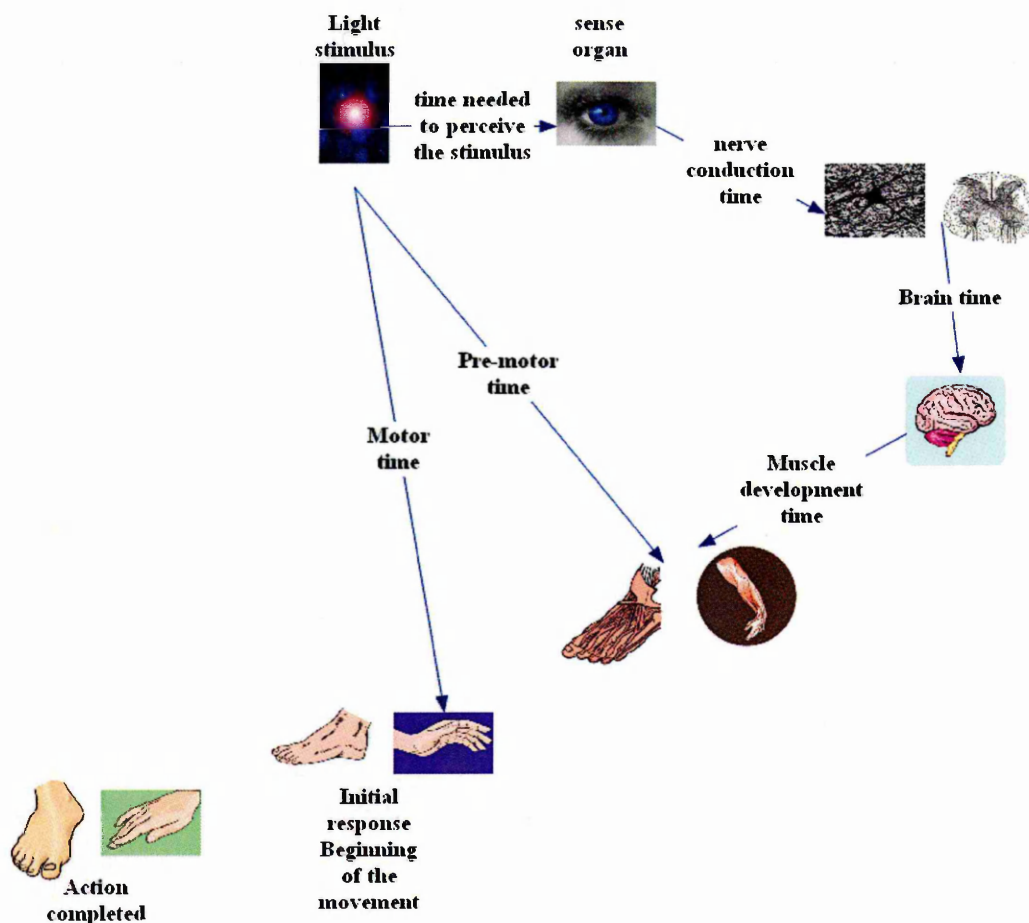 Light
stimulus
sense
organ
time needed
to perceive
the stimulus
nerve
conduction
time
Brain time
Pre-motor
time
Motor
time
Muscle
development
time
Initial
response
Beginning
of the
movement
Action
completed